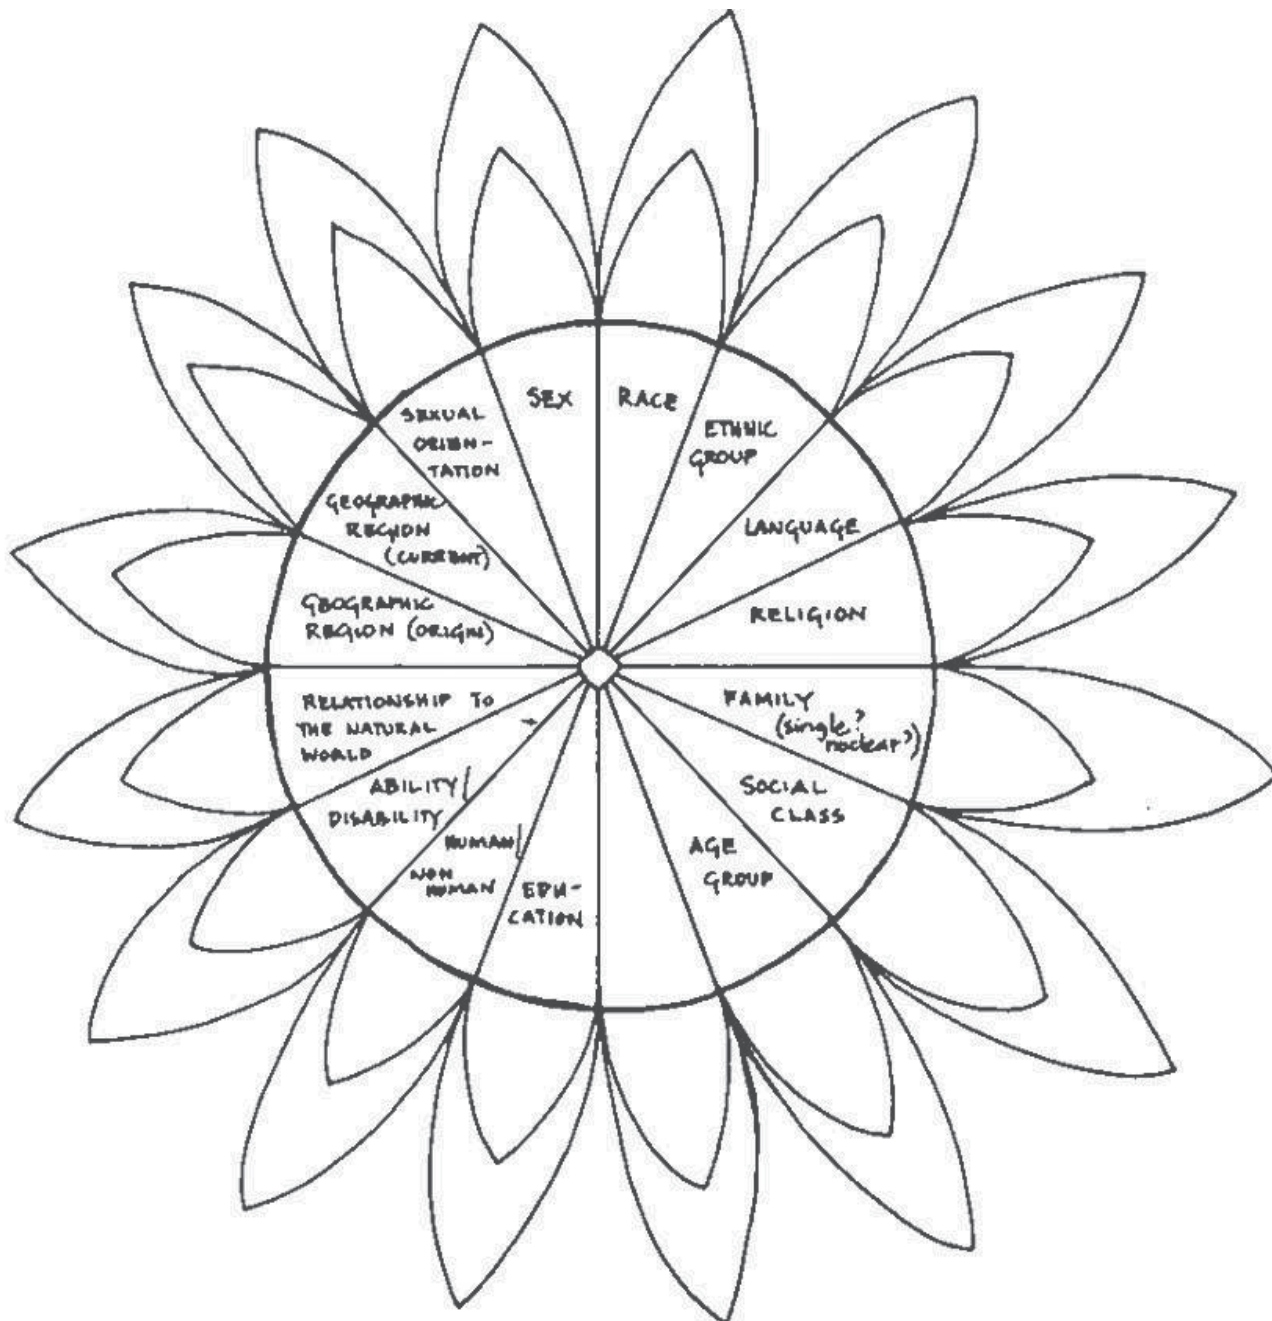 SEX
RACE
ETHNIC
GROUP
LANGUAGE
RELIGION
FAMILY
(single?
nuclear?)
SOCIAL
CLASS
AGE
GROUP
EDU-
CATION
HUMAN
NON
HUMAN
ABILITY
DISABILITY
RELATIONSHIP TO
THE NATURAL
WORLD
GEOGRAPHIC
REGION (ORIGIN)
GEOGRAPHIC
REGION
(CURRENT)
SEXUAL
ORIEN-
TATION